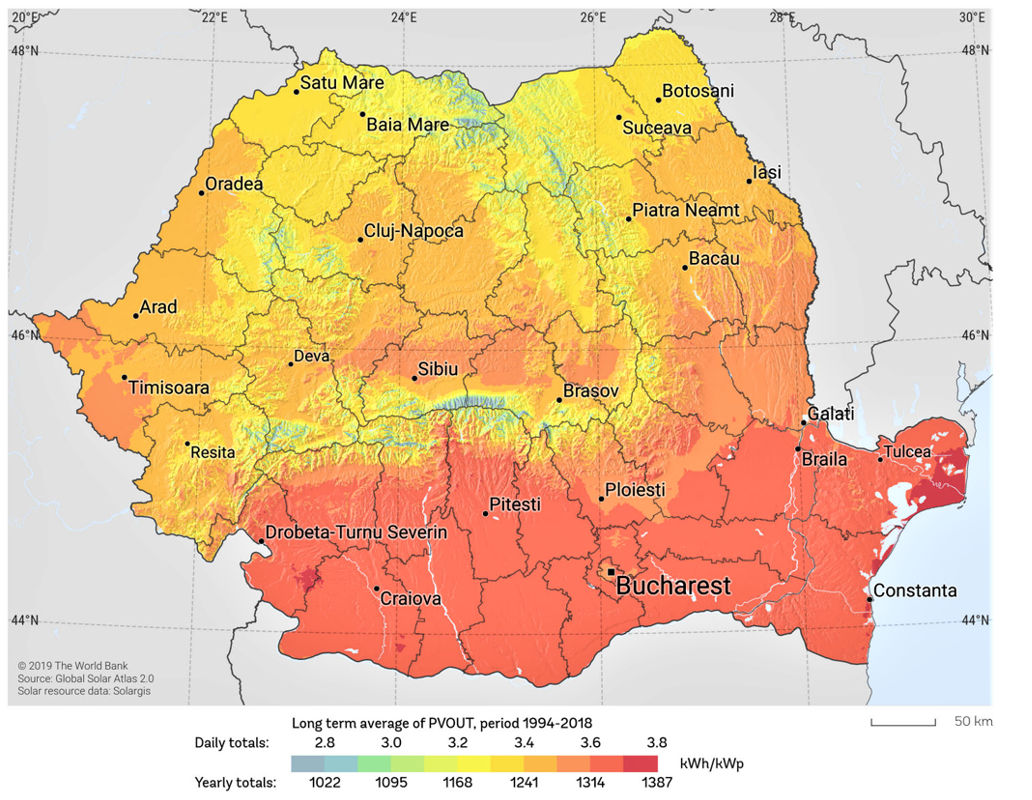 20°E 22°E 24°E 26°E 28°E 30°E
48°N 48°N
Satu Mare
Botosani
Baia Mare
Suceava
Iasi
Oradea
Piatra Neamt
Cluj-Napoca
Bacau
Arad
46°N 46°N
Deva
Sibiu
Timisoara
Brasov
Galati
Resita
Braila
Tulcea
Ploiesti
Pitesti
Drobeta-Turnu Severin
Bucharest
Constanta
Craiova
44°N 44°N
© 2019 The World Bank
Source: Global Solar Atlas 2.0
Solar resource data: Solargis
Long term average of PVOUT, period 1994-2018
50 km
Daily totals: 2.8 3.0 3.2 3.4 3.6 3.8
kWh/kWp
Yearly totals: 1022 1095 1168 1241 1314 1387